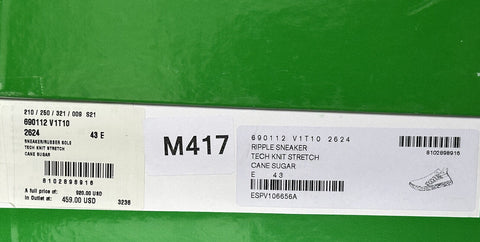 210 / 250 / 321 / 009 S21
690112 V1T10
2624 43 E
SNEAKER/RUBBER SOLE
TECH KNIT STRETCH
CANE SUGAR
8102898916
A full price at: 920.00 USD
In Outlet at: 459.00 USD 3236
M417
690112 V1T10 2624
RIPPLE SNEAKER
TECH KNIT STRETCH
CANE SUGAR
E 43
ESPV106656A
8102898916